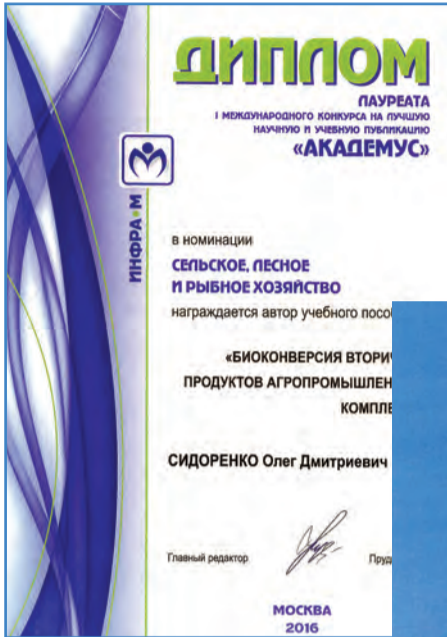 ДИПЛОМ
ЛАУРЕАТА
I МЕЖДУНАРОДНОГО КОНКУРСА НА ЛУЧШУЮ
НАУЧНУЮ И УЧЕБНУЮ ПУБЛИКАЦИЮ
«АКАДЕМУС»
ИНФРА•М
в номинации
СЕЛЬСКОЕ, ЛЕСНОЕ
И РЫБНОЕ ХОЗЯЙСТВО
награждается автор учебного
«БИОКОНВЕРСИЯ
ПРОДУКТОВ
СИДОРЕНКО Олег Дмитриевич
Главный редактор
МОСКВА
2016